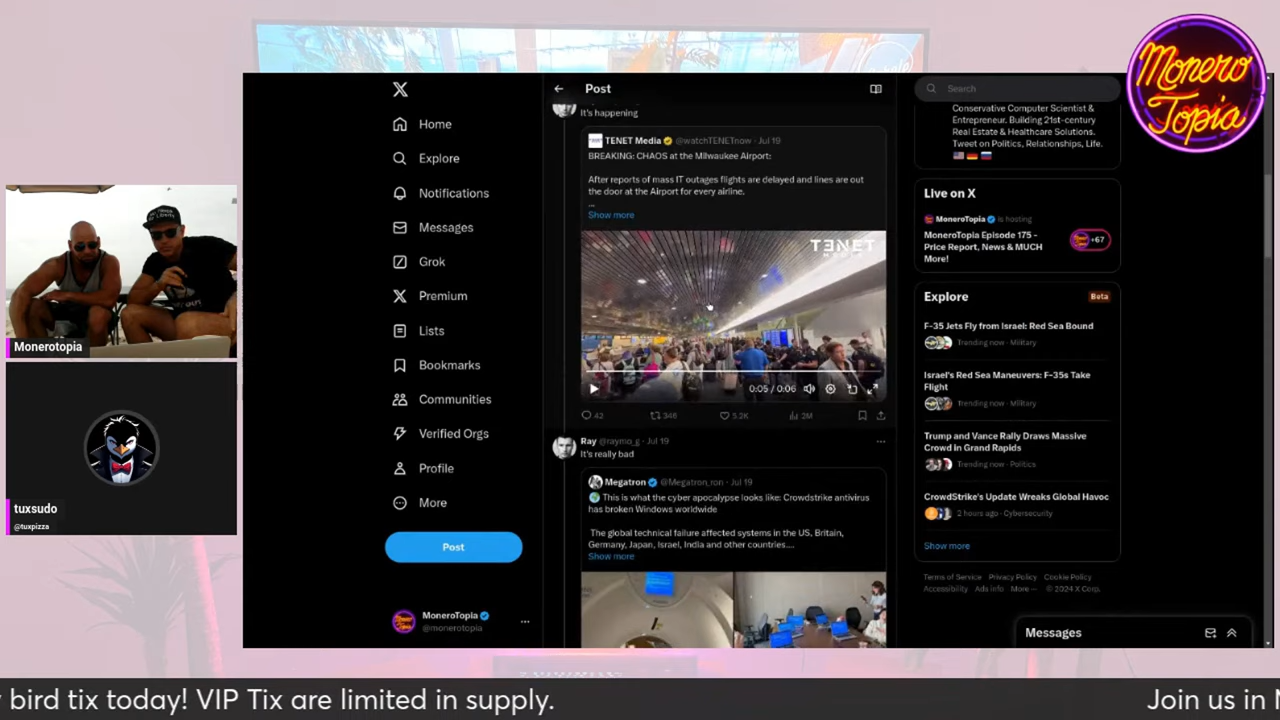 Monero
Topia
Post
Search
Home
Explore
Notifications
Messages
Grok
Premium
Lists
Bookmarks
Communities
Verified Orgs
Profile
More
Post
MoneroTopia
@monerotopia
It's happening
TENET Media @watchTENETnow · Jul 19
BREAKING: CHAOS at the Milwaukee Airport:
After reports of mass IT outages flights are delayed and lines are out
the door at the Airport for every airline.
...
Show more
TENET
MEDIA
0:05 / 0:06
42
346
5.2K
2M
Ray @raymo_g · Jul 19
It's really bad
Megatron @Megatron_ron · Jul 19
This is what the cyber apocalypse looks like: Crowdstrike antivirus
has broken Windows worldwide
The global technical failure affected systems in the US, Britain,
Germany, Japan, Israel, India and other countries....
Show more
Conservative Computer Scientist &
Entrepreneur. Building 21st-century
Real Estate & Healthcare Solutions.
Tweet on Politics, Relationships, Life.
Live on X
MoneroTopia is hosting
MoneroTopia Episode 175 -
Price Report, News & MUCH
More!
+67
Explore
Beta
F-35 Jets Fly from Israel: Red Sea Bound
Trending now · Military
Israel's Red Sea Maneuvers: F-35s Take
Flight
Trending now · Military
Trump and Vance Rally Draws Massive
Crowd in Grand Rapids
Trending now · Politics
CrowdStrike's Update Wreaks Global Havoc
2 hours ago · Cybersecurity
Show more
Terms of Service Privacy Policy Cookie Policy
Accessibility Ads info More ··· © 2024 X Corp.
Messages
Monerotopia
tuxsudo
@tuxpizza
bird tix today! VIP Tix are limited in supply.
Join us in